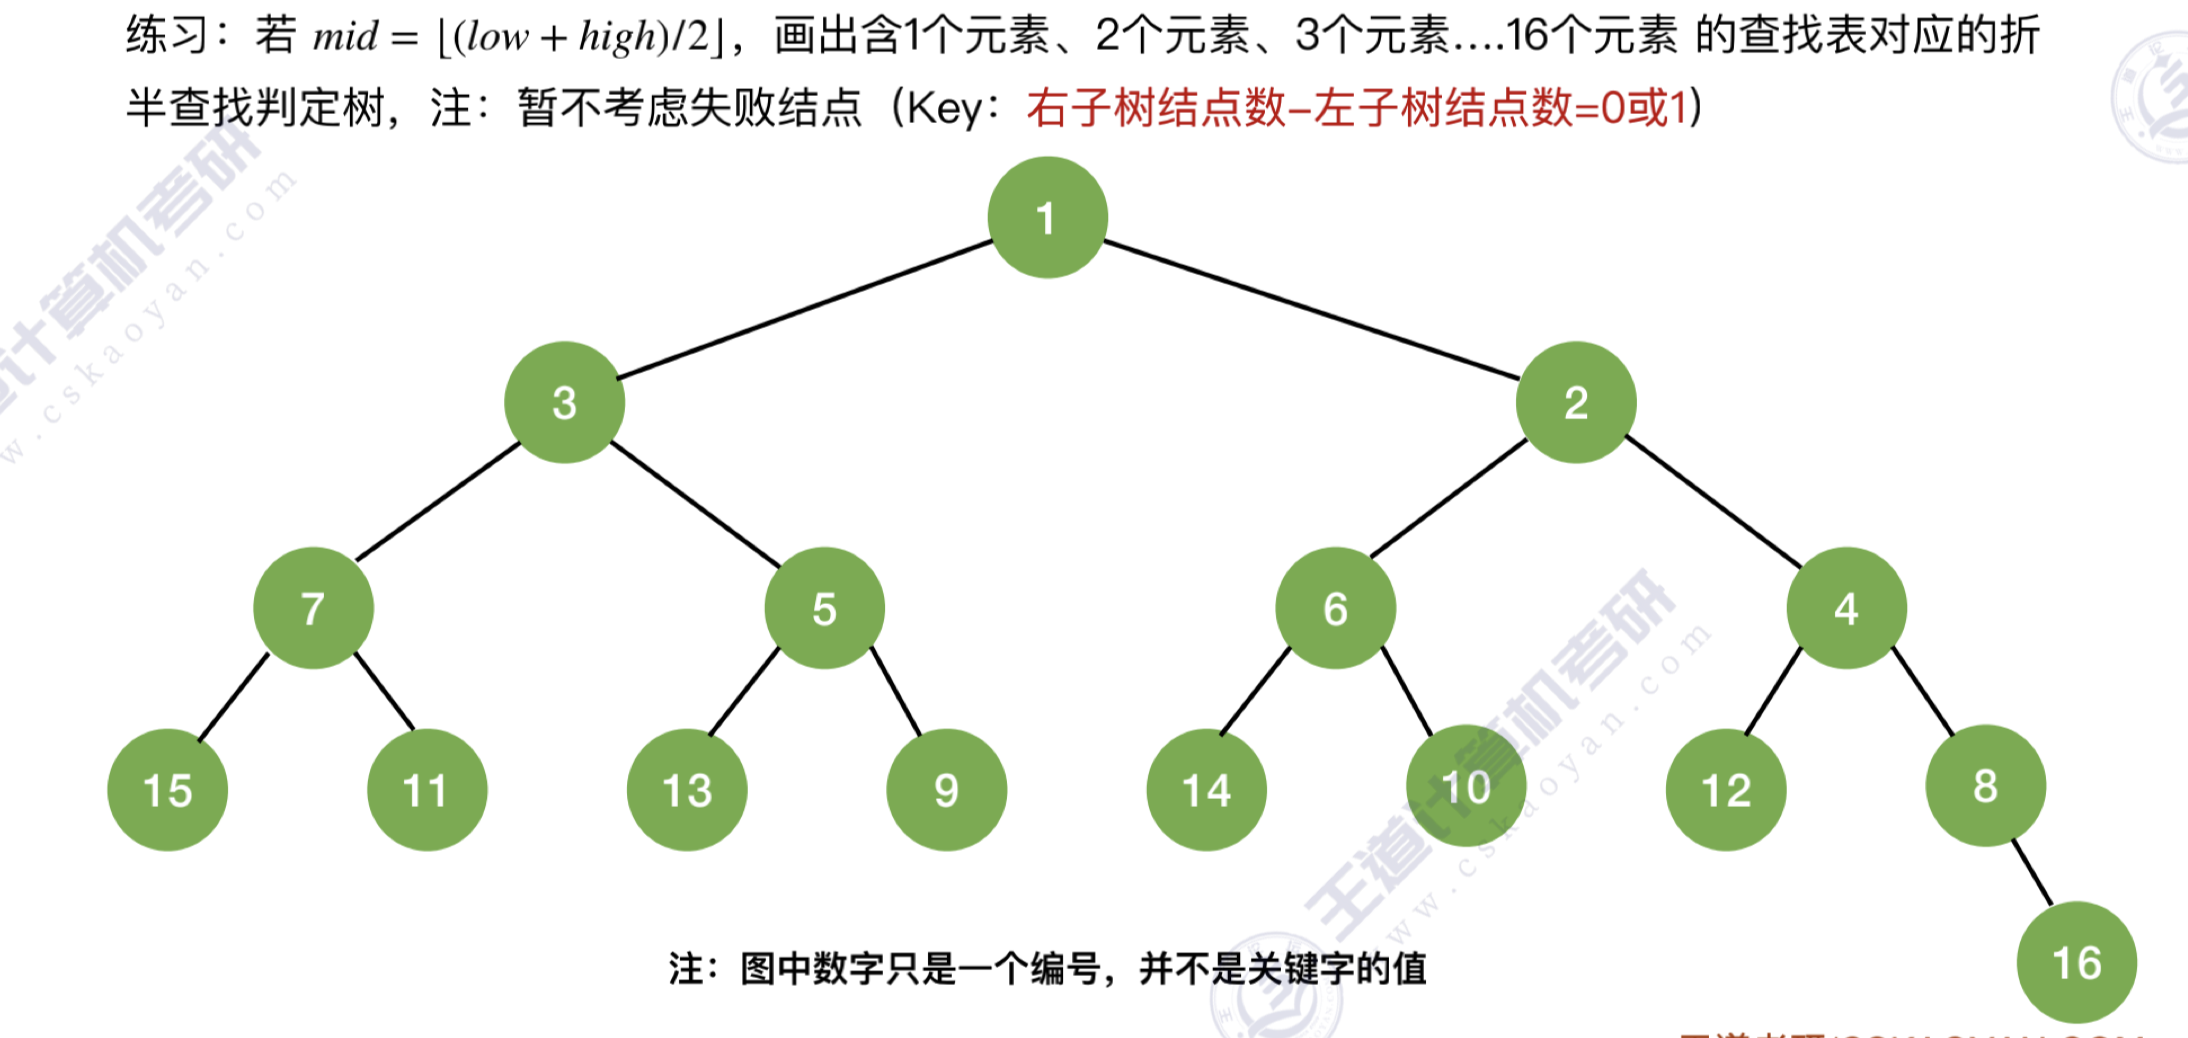 练习：若 mid = ⌊(low + high)/2⌋，画出含1个元素、2个元素、3个元素....16个元素 的查找表对应的折
半查找判定树，注：暂不考虑失败结点（Key：右子树结点数–左子树结点数=0或1）
1
3
2
7
5
6
4
15
11
13
9
14
10
12
8
16
注：图中数字只是一个编号，并不是关键字的值
计算机考研
w.cskaoyan.com
王道计算机考研
www.cskaoyan.com